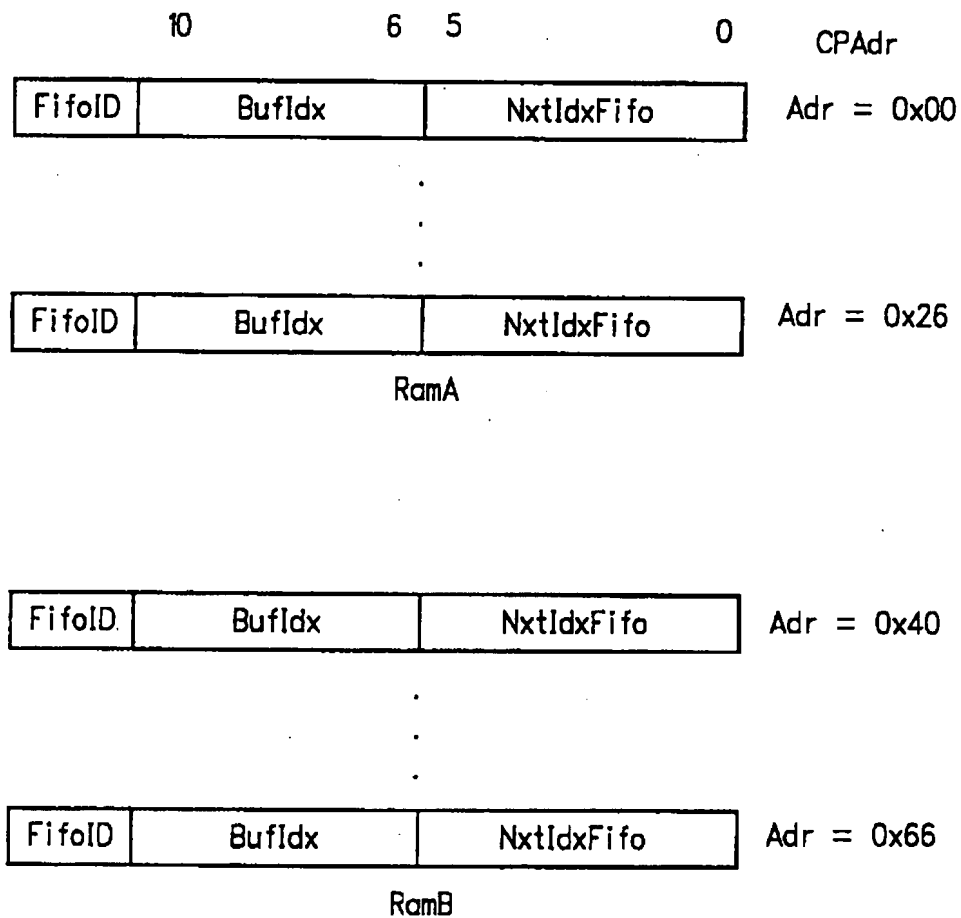 10 6 5 0 CPAdr
FifoID BufIdx NxtIdxFifo Adr = 0x00
FifoID BufIdx NxtIdxFifo Adr = 0x26
RamA
FifoID BufIdx NxtIdxFifo Adr = 0x40
FifoID BufIdx NxtIdxFifo Adr = 0x66
RamB